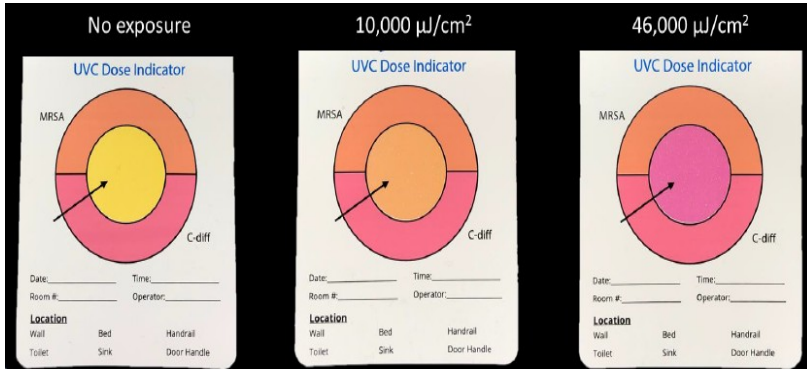 No exposure
10,000 µJ/cm²
46,000 µJ/cm²
UVC Dose Indicator
MRSA
C-diff
Date:
Time:
Room #:
Operator:
Location
Wall
Bed
Handrail
Toilet
Sink
Door Handle
UVC Dose Indicator
MRSA
C-diff
Date:
Time:
Room #:
Operator:
Location
Wall
Bed
Handrail
Toilet
Sink
Door Handle
UVC Dose Indicator
MRSA
C-diff
Date:
Time:
Room #:
Operator:
Location
Wall
Bed
Handrail
Toilet
Sink
Door Handle